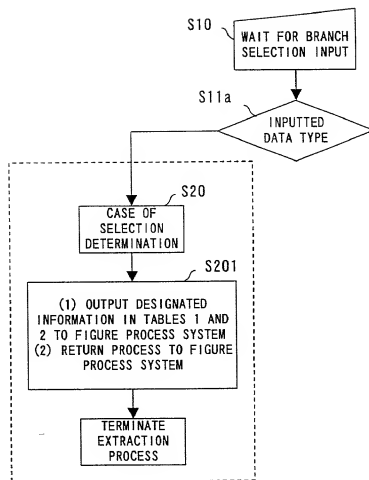 S10
WAIT FOR BRANCH
SELECTION INPUT
S11a
INPUTTED
DATA TYPE
S20
CASE OF
SELECTION
DETERMINATION
S201
(1) OUTPUT DESIGNATED
INFORMATION IN TABLES 1 AND
2 TO FIGURE PROCESS SYSTEM
(2) RETURN PROCESS TO FIGURE
PROCESS SYSTEM
TERMINATE
EXTRACTION
PROCESS